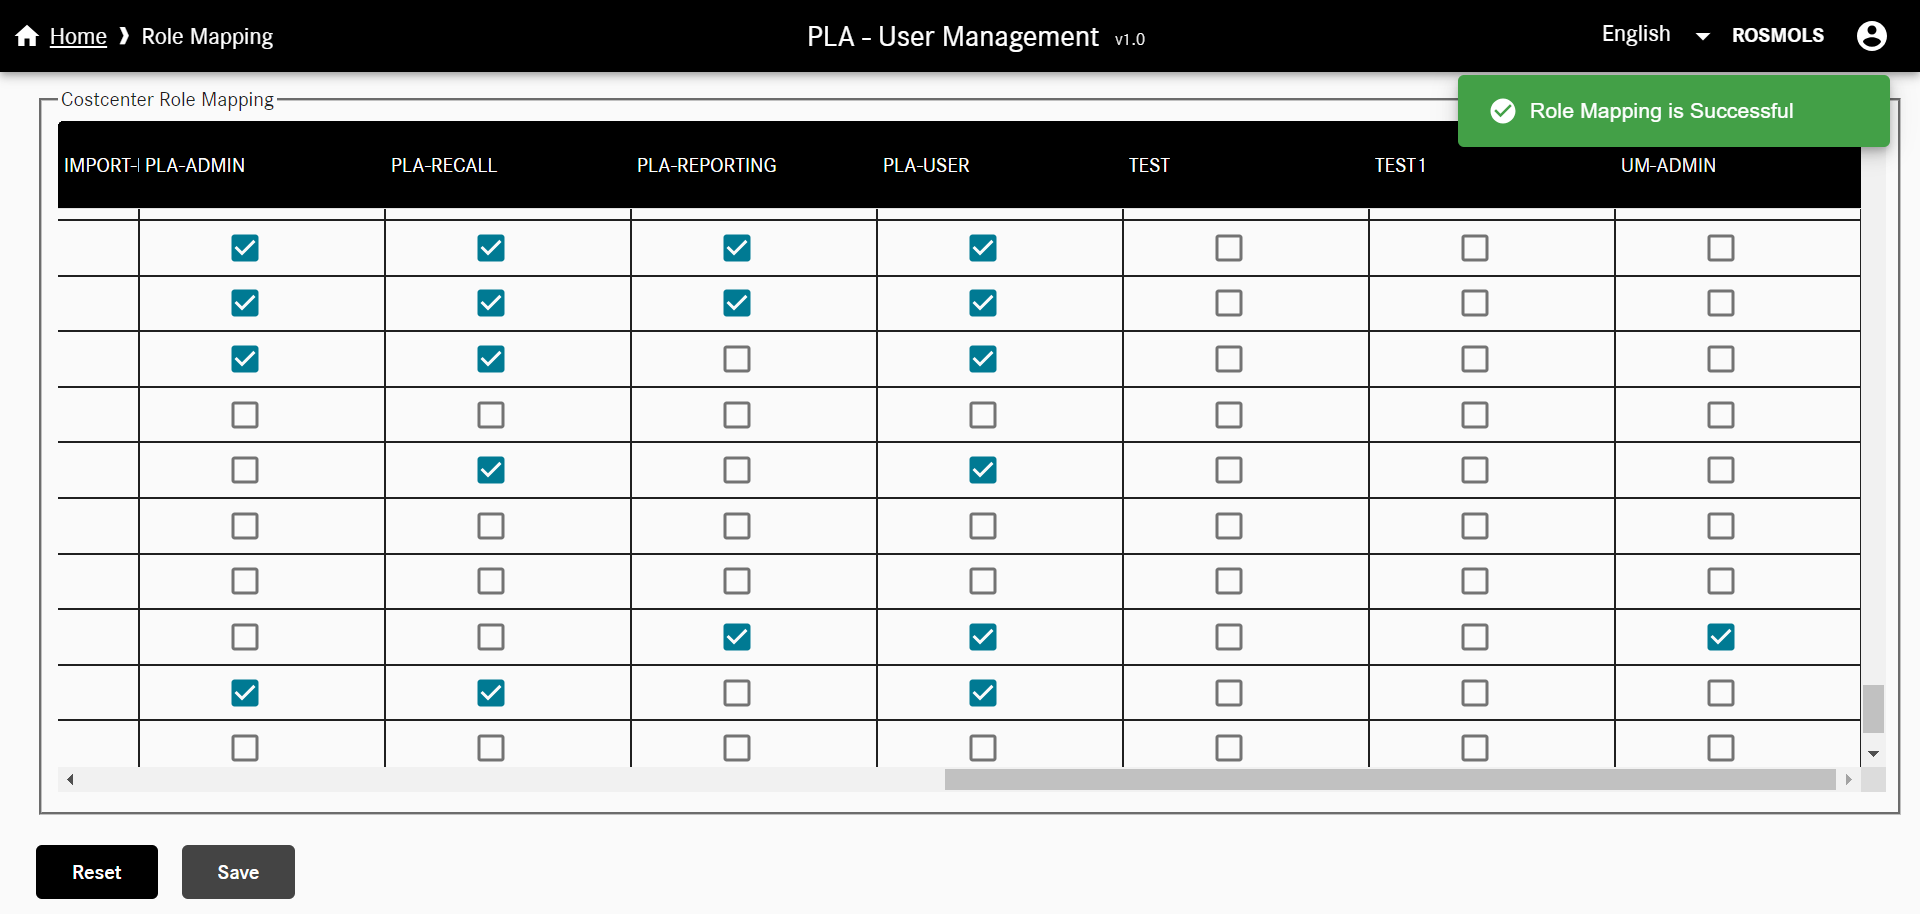 Home ❱ Role Mapping
PLA - User Management v1.0
English
ROSMOLS
Role Mapping is Successful
Costcenter Role Mapping
IMPORT- PLA-ADMIN PLA-RECALL PLA-REPORTING PLA-USER TEST TEST1 UM-ADMIN
Reset Save